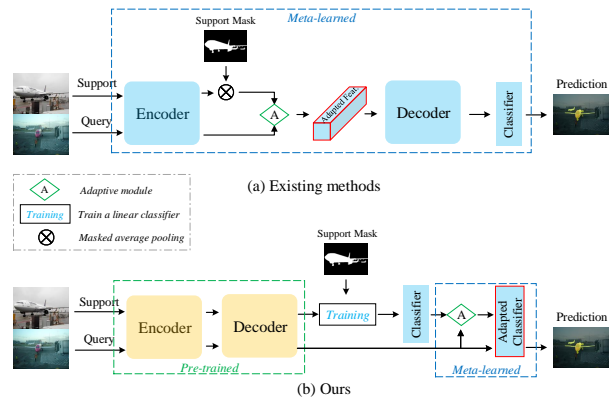 Meta-learned
Support Mask
Support
Query
Encoder
A
Adapted Feat.
Decoder
Classifier
Prediction
(a) Existing methods
A
Adaptive module
Training
Train a linear classifier
Masked average pooling
Support Mask
Support
Query
Encoder
Decoder
Pre-trained
Training
Classifier
A
Adapted
Classifier
Meta-learned
Prediction
(b) Ours